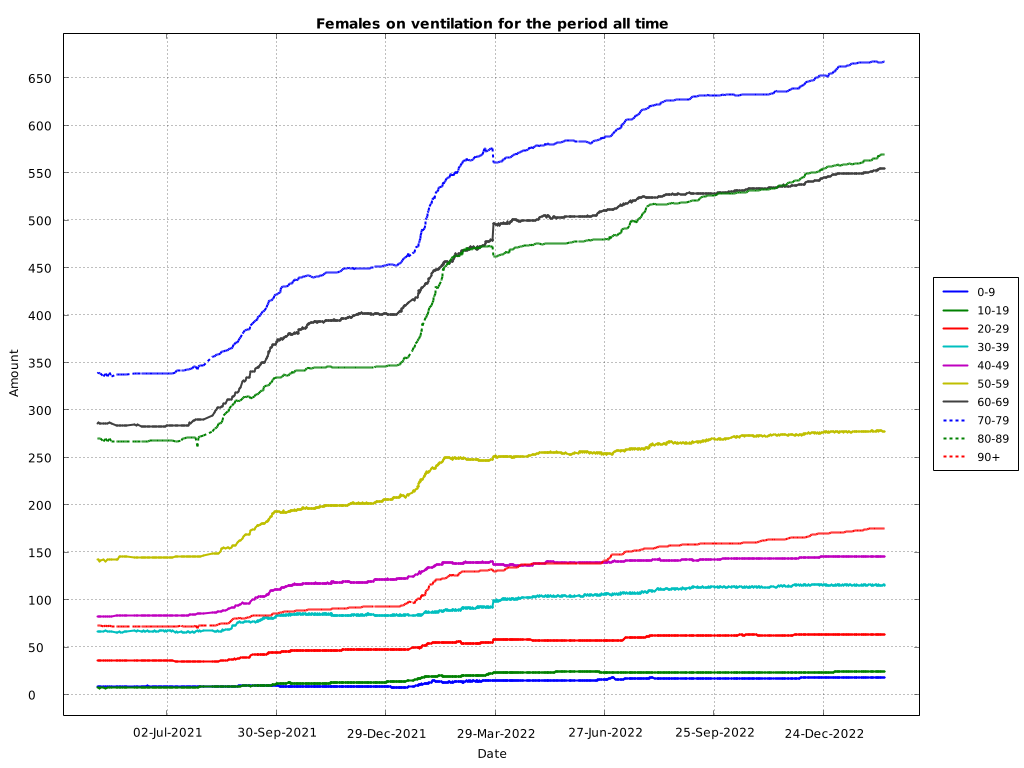 Females on ventilation for the period all time
Amount
650
600
550
500
450
400
350
300
250
200
150
100
50
0
02-Jul-2021
30-Sep-2021
29-Dec-2021
29-Mar-2022
27-Jun-2022
25-Sep-2022
24-Dec-2022
Date
0-9
10-19
20-29
30-39
40-49
50-59
60-69
70-79
80-89
90+